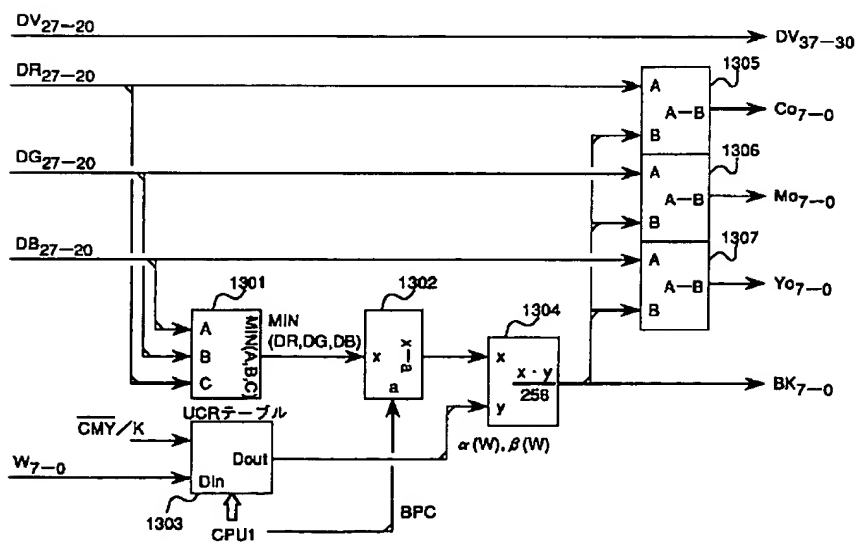 DV27−20
DV37−30
DR27−20
1305
A
A−B
B
Co7−0
DG27−20
1306
A
A−B
B
Mo7−0
DB27−20
1307
A
A−B
B
Yo7−0
1301
A
B
C
MIN(A,B,C)
MIN
(DR,DG,DB)
1302
x
x−a
a
1304
x
y
x・y
256
BK7−0
UCRテーブル
CMY/K
W7−0
Din
Dout
α(W),β(W)
1303
CPU1
BPC